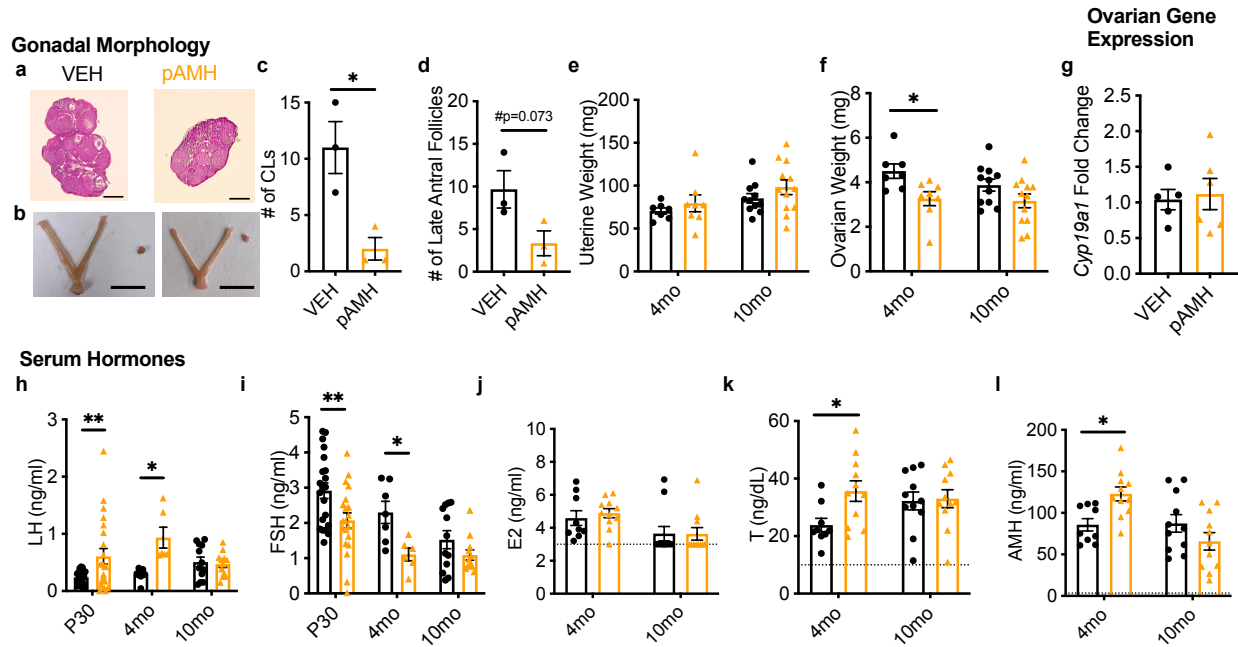 Ovarian Gene
Expression
Gonadal Morphology
a
VEH
pAMH
b
c
*
# of CLs
15
10
5
0
VEH
pAMH
d
#p=0.073
# of Late Antral Follicles
20
15
10
5
0
VEH
pAMH
e
Uterine Weight (mg)
200
150
100
50
0
4mo
10mo
f
*
Ovarian Weight (mg)
8
6
4
2
0
4mo
10mo
g
Cyp19a1 Fold Change
2.5
2.0
1.5
1.0
0.5
0.0
VEH
pAMH
Serum Hormones
h
**
*
LH (ng/ml)
3
2
1
0
P30
4mo
10mo
i
**
*
FSH (ng/ml)
5
4
3
2
1
0
P30
4mo
10mo
j
E2 (ng/ml)
10
8
6
4
2
0
4mo
10mo
k
*
T (ng/dL)
60
40
20
0
4mo
10mo
l
*
AMH (ng/ml)
200
150
100
50
0
4mo
10mo